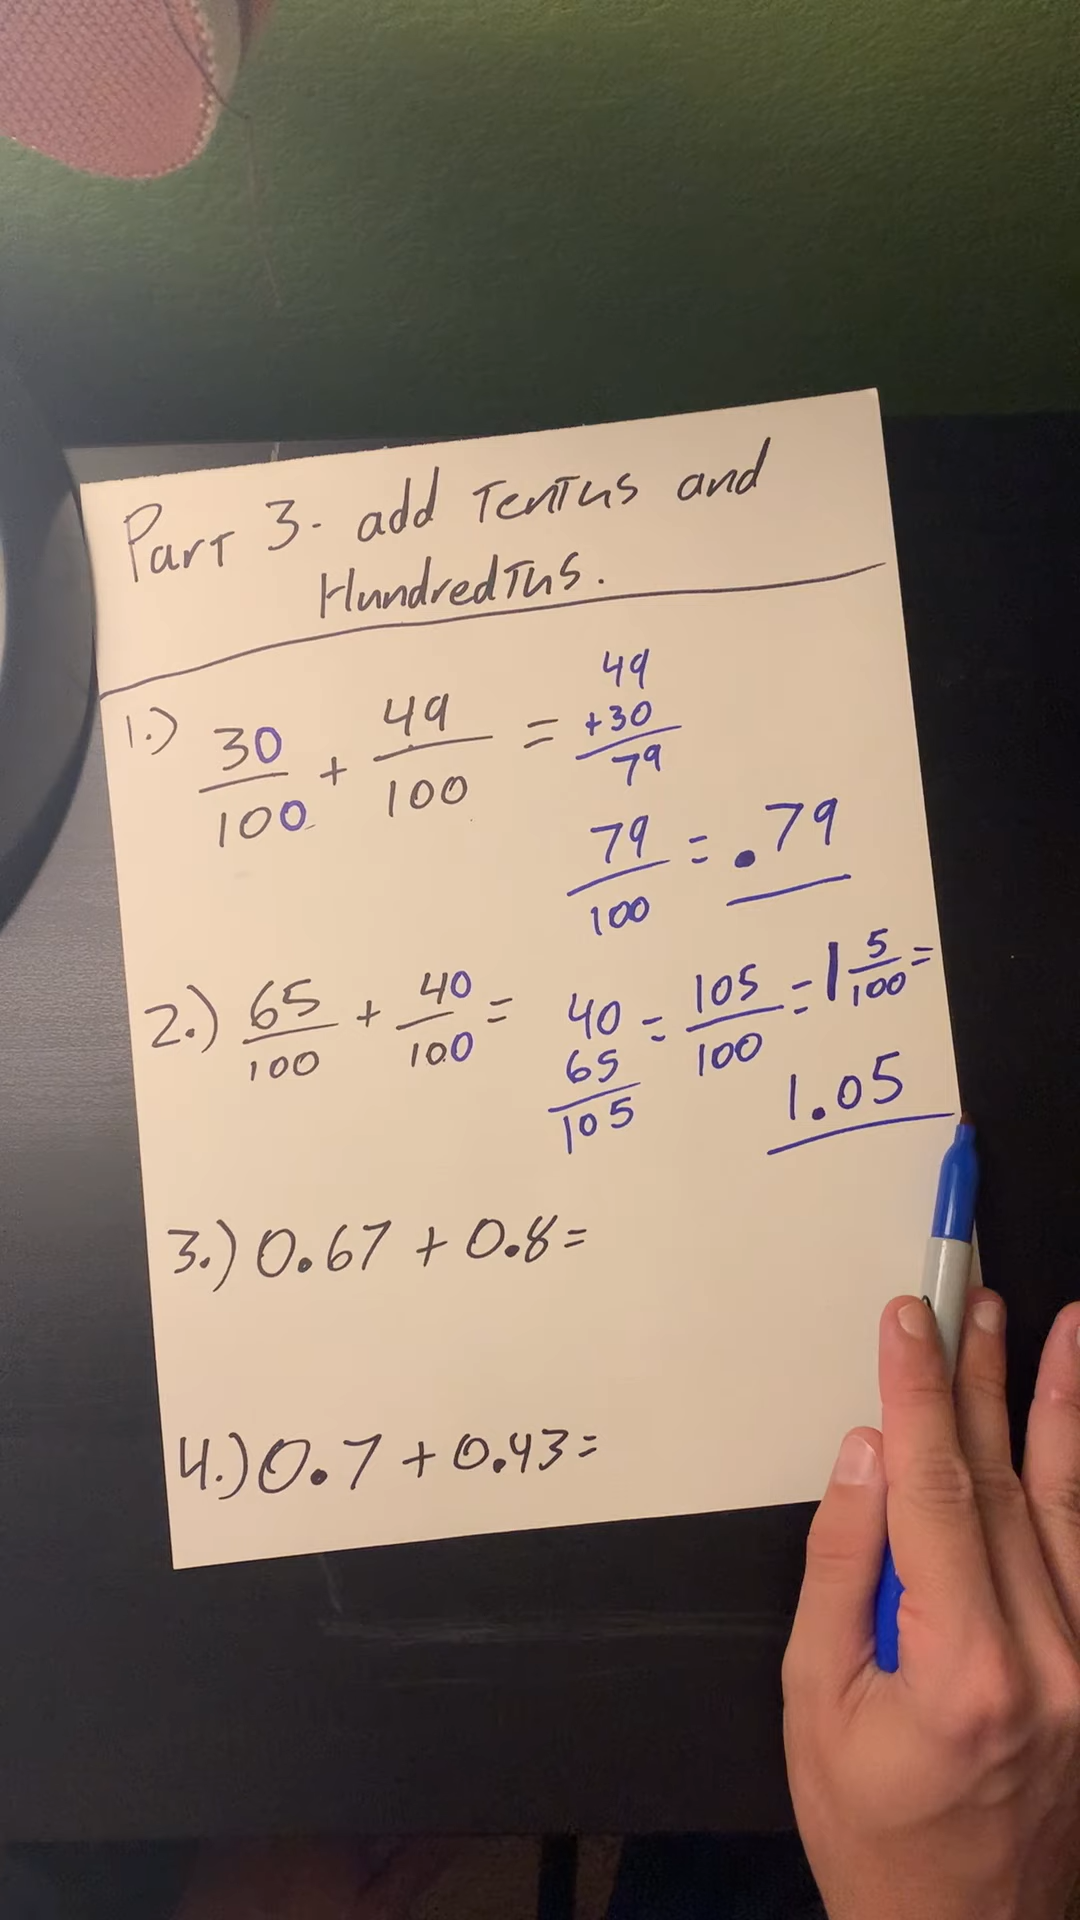 Part 3. add Tenths and
Hundredths.
1.) 30/100 + 49/100 =
49
+30
79
79/100 = .79
2.) 65/100 + 40/100 =
40
65
105
= 105/100 = 1 5/100 =
1.05
3.) 0.67 + 0.8 =
4.) 0.7 + 0.43 =